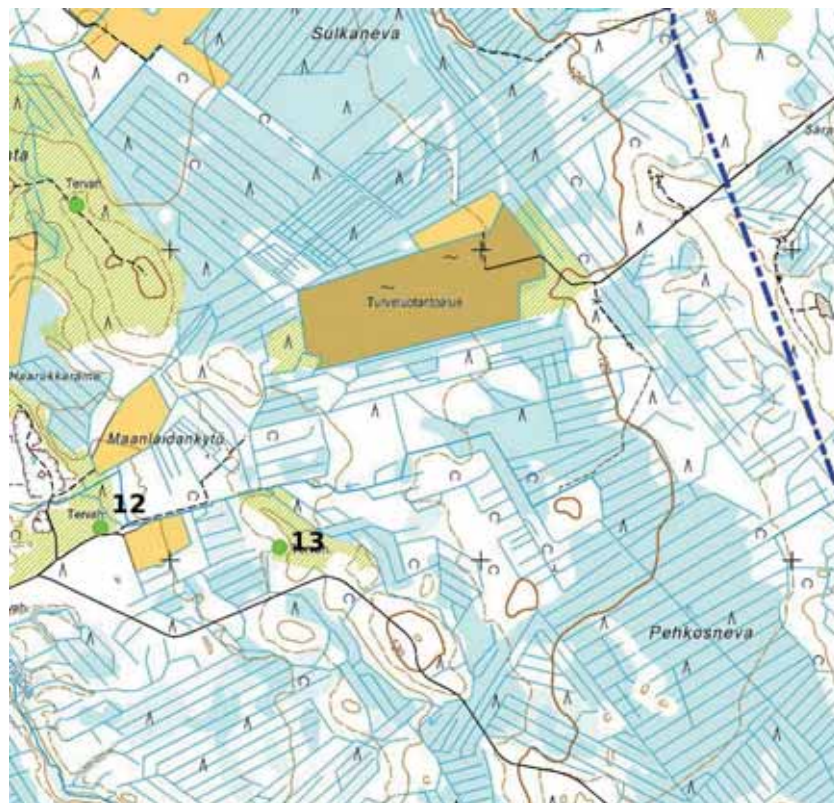 Sulkaneva
Tervah
Turvetuotantoalue
Maanlaidankytö
12
Tervah
13
Pehkosneva